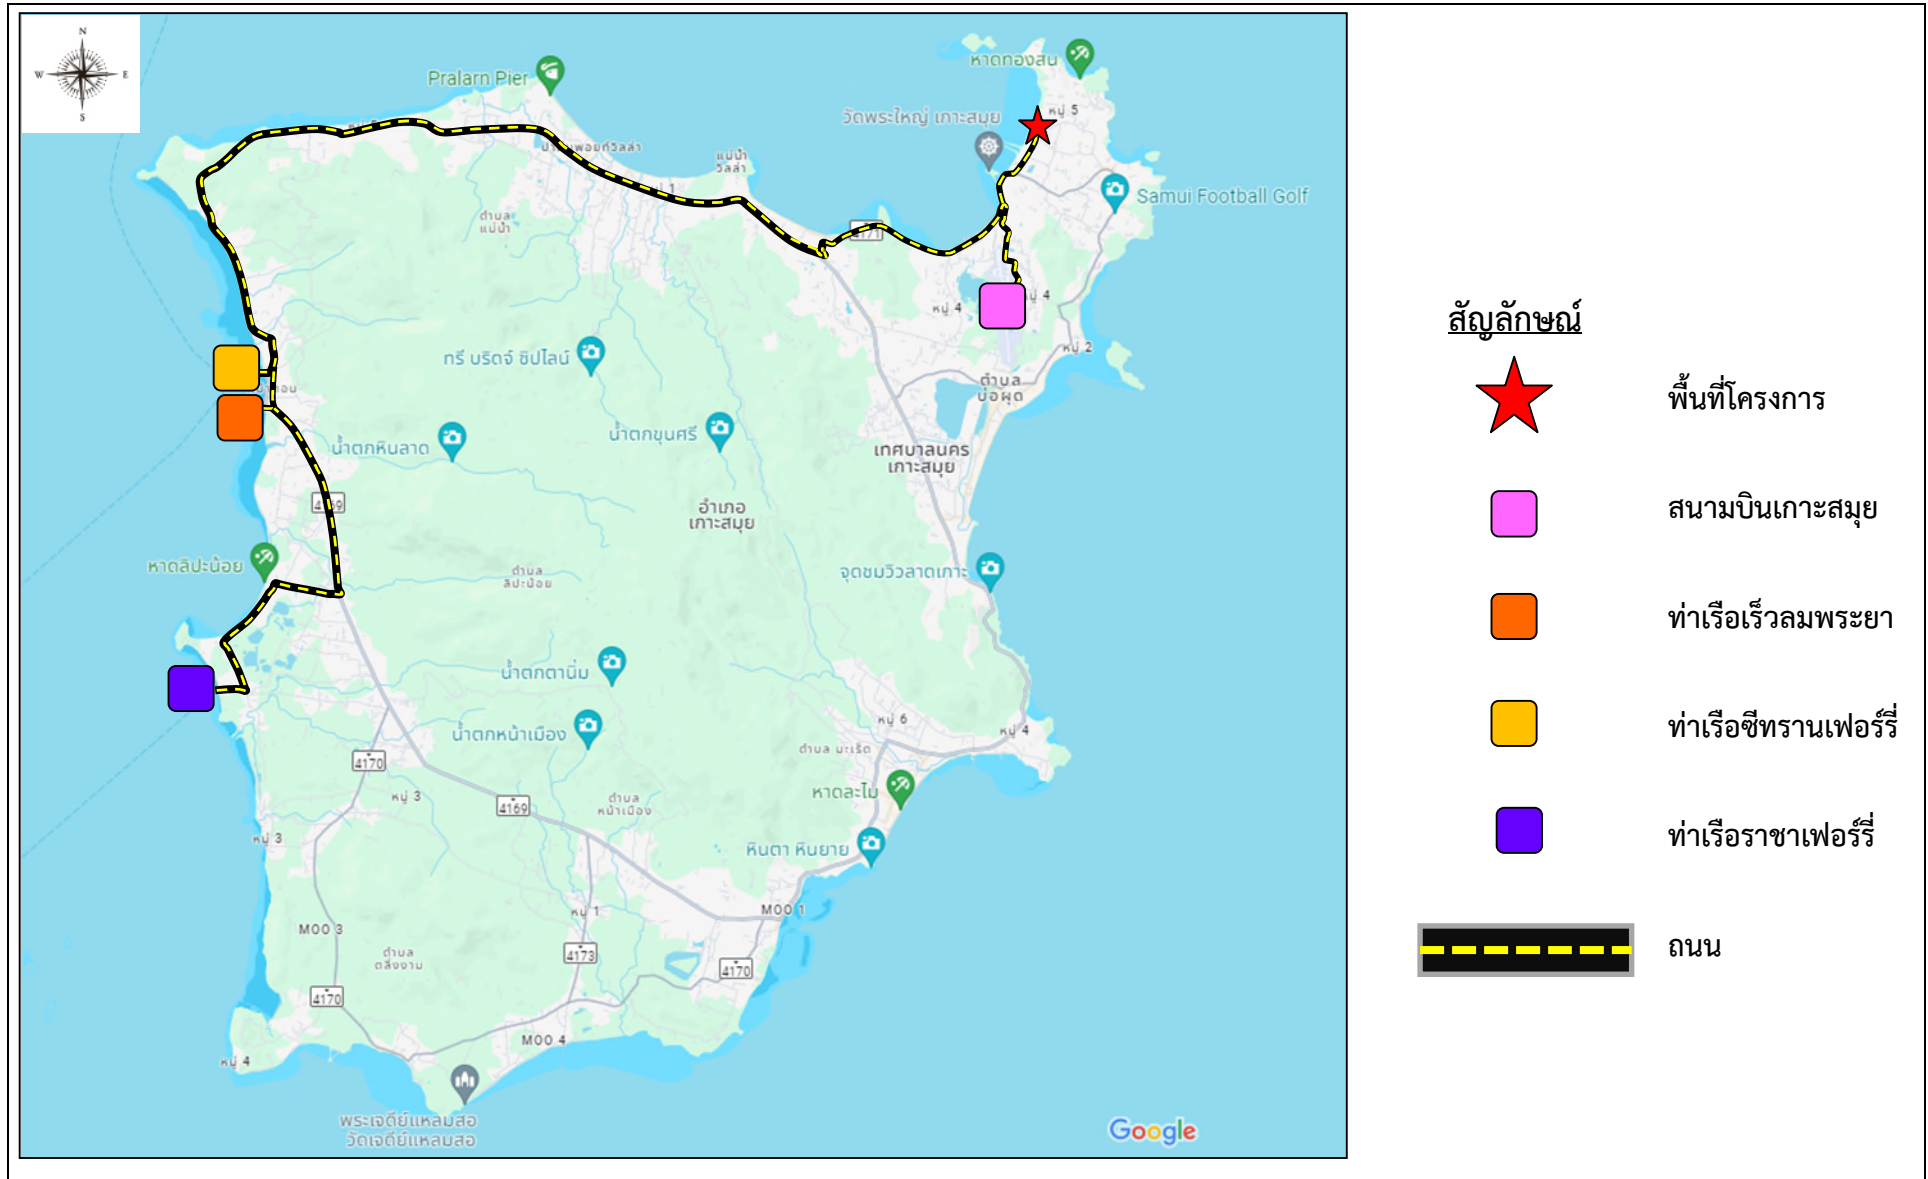 N
W E
S
หาดทองสน
Pralarn Pier
หมู่ 5
วัดพระใหญ่ เกาะสมุย
แม่น้ำ
วิลล่า
Samui Football Golf
ตำบล
แม่น้ำ
4171
หมู่ 4
หมู่ 4
หมู่ 2
ทรี บริดจ์ ซิปไลน์
ตำบล
บ่อผุด
น้ำตกหินลาด
น้ำตกขุนศรี
เทศบาลนคร
เกาะสมุย
อำเภอ
เกาะสมุย
4169
หาดลิปะน้อย
ตำบล
ลิปะน้อย
จุดชมวิวลาดเกาะ
น้ำตกตานิ่ม
น้ำตกหน้าเมือง
หมู่ 6
หมู่ 4
ตำบล มะเร็ต
4170
หมู่ 3
4169
ตำบล
หน้าเมือง
หาดละไม
หมู่ 3
หินตา หินยาย
MOO 3
หมู่ 1
MOO 1
ตำบล
ตลิ่งงาม
4173
4170
4170
MOO 4
หมู่ 4
พระเจดีย์แหลมสอ
วัดเจดีย์แหลมสอ
Google
สัญลักษณ์
พื้นที่โครงการ
สนามบินเกาะสมุย
ท่าเรือเร็วลมพระยา
ท่าเรือซีทรานเฟอร์รี่
ท่าเรือราชาเฟอร์รี่
ถนน